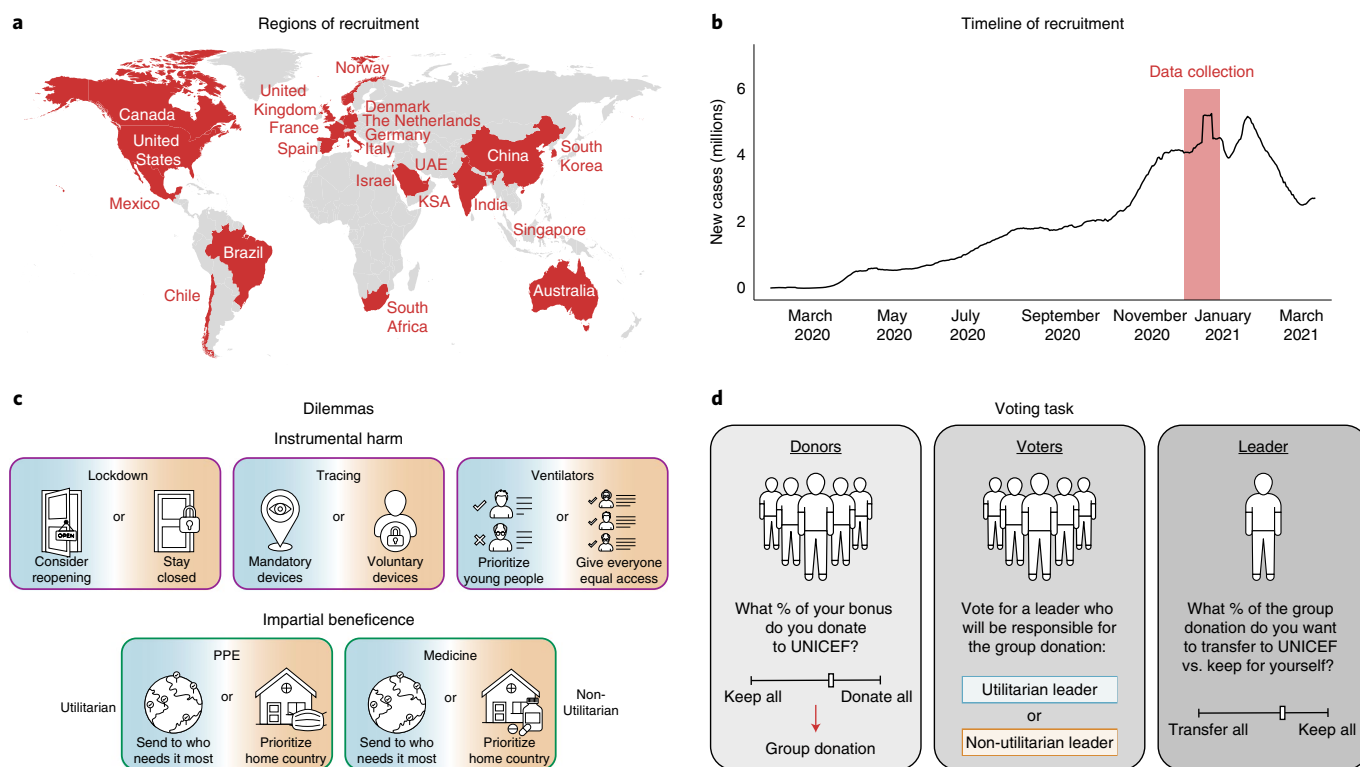 a
Regions of recruitment
Norway
United
Kingdom
Denmark
The Netherlands
France
Germany
Spain
Italy
Canada
United
States
China
South
Korea
UAE
Israel
KSA
India
Mexico
Singapore
Brazil
Australia
Chile
South
Africa
b
Timeline of recruitment
Data collection
New cases (millions)
6
4
2
0
March
2020
May
2020
July
2020
September
2020
November
2020
January
2021
March
2021
c
Dilemmas
Instrumental harm
Lockdown
or
OPEN
Consider
reopening
Stay
closed
Tracing
or
Mandatory
devices
Voluntary
devices
Ventilators
or
Prioritize
young people
Give everyone
equal access
Impartial beneficence
Utilitarian
PPE
or
Send to who
needs it most
Prioritize
home country
Medicine
or
Send to who
needs it most
Prioritize
home country
Non-
Utilitarian
d
Voting task
Donors
What % of your bonus
do you donate
to UNICEF?
Keep all
Donate all
Group donation
Voters
Vote for a leader who
will be responsible for
the group donation:
Utilitarian leader
or
Non-utilitarian leader
Leader
What % of the group
donation do you want
to transfer to UNICEF
vs. keep for yourself?
Transfer all
Keep all